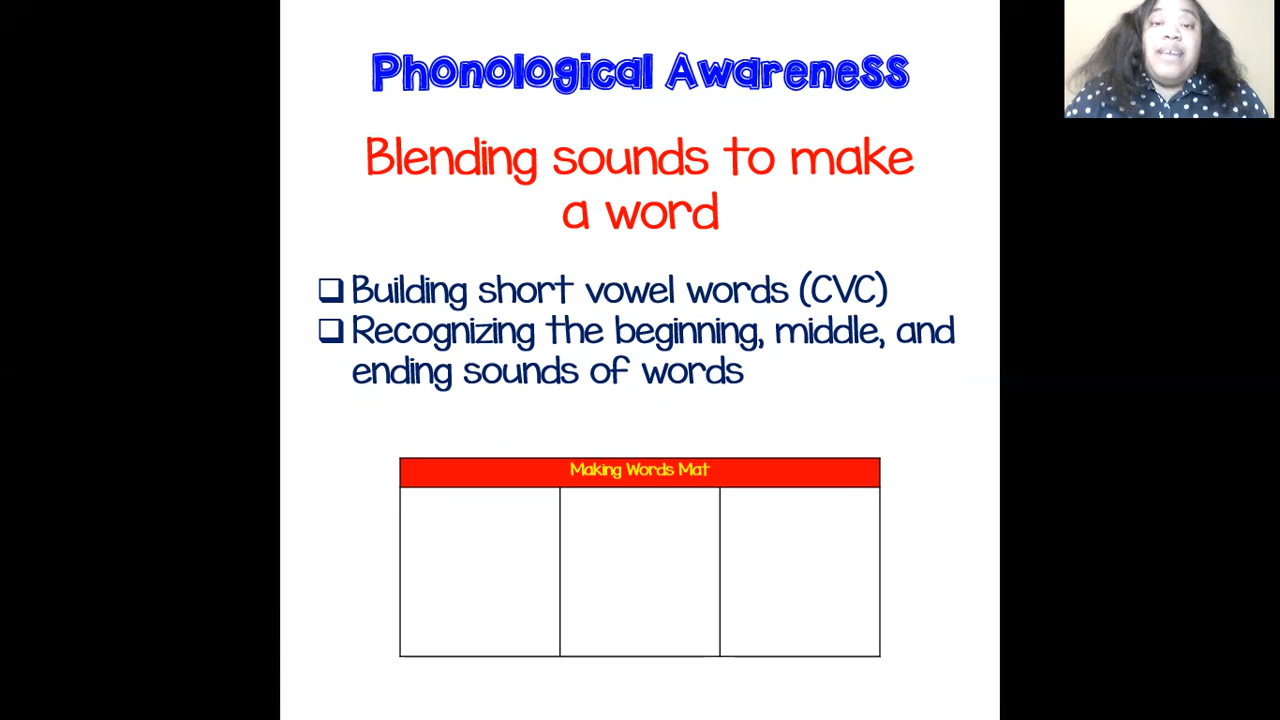 Phonological Awareness
Blending sounds to make
a word
Building short vowel words (CVC)
Recognizing the beginning, middle, and
ending sounds of words
Making Words Mat